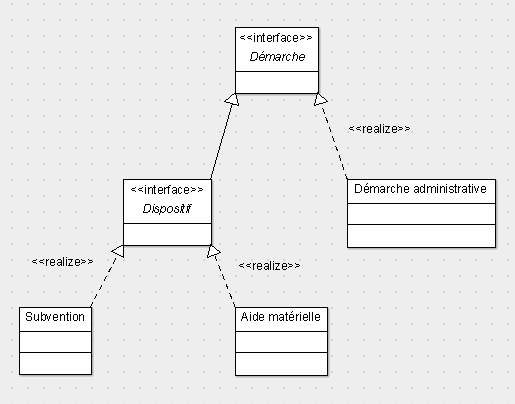 <<interface>>
Démarche
<<realize>>
<<interface>>
Dispositif
Démarche administrative
<<realize>>
<<realize>>
Subvention
Aide matérielle